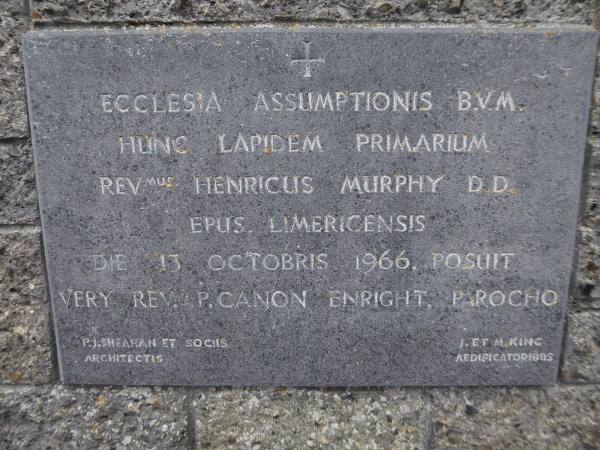 ECCLESIA ASSUMPTIONIS B.V.M.
HUNC LAPIDEM PRIMARIUM
REVMUS HENRICUS MURPHY D.D.
EPUS. LIMERICENSIS
DIE 13 OCTOBRIS 1966. POSUIT
VERY REV. P. CANON ENRIGHT, PAROCHO
P.J. SHEAHAN ET SOCIIS
ARCHITECTIS
J. ET M. KING
AEDIFICATORIBUS